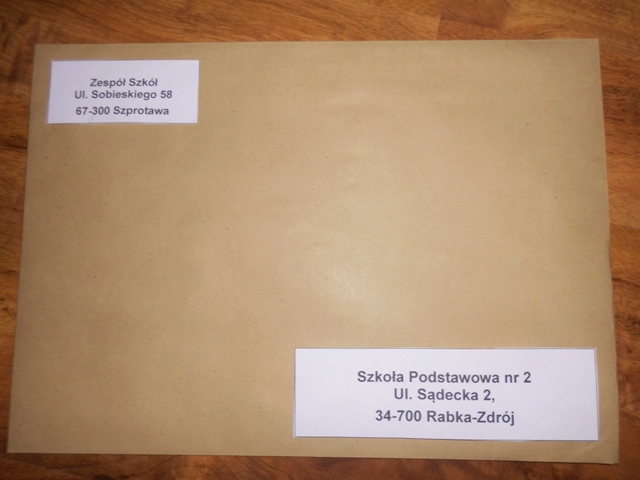 Zespół Szkół
Ul. Sobieskiego 58
67-300 Szprotawa
Szkoła Podstawowa nr 2
Ul. Sądecka 2,
34-700 Rabka-Zdrój